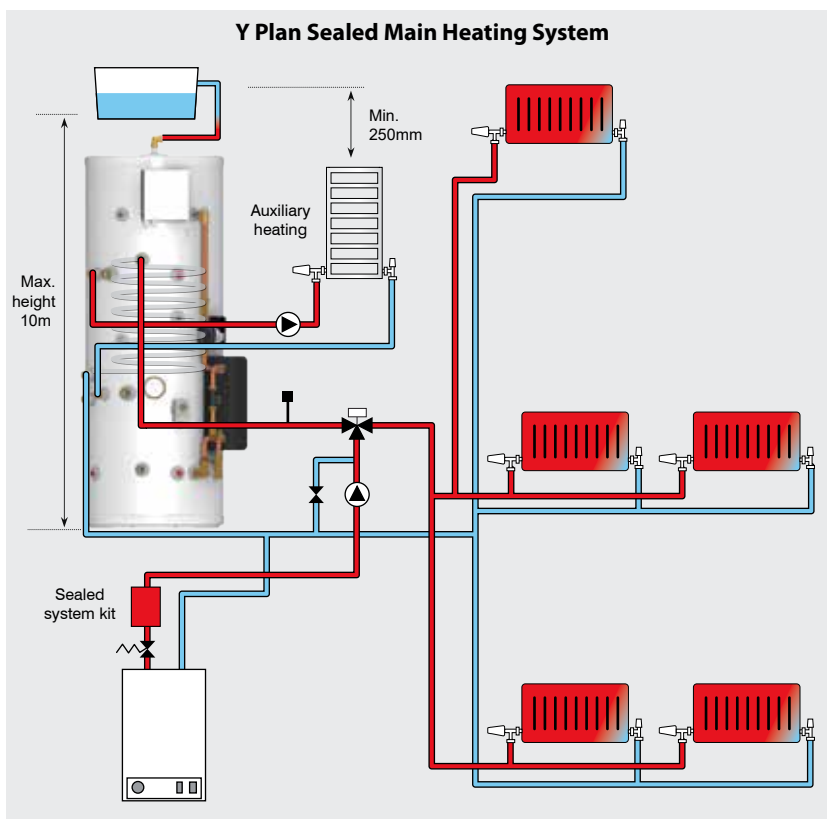 Y Plan Sealed Main Heating System
Min.
250mm
Auxiliary
heating
Max.
height
10m
Sealed
system kit